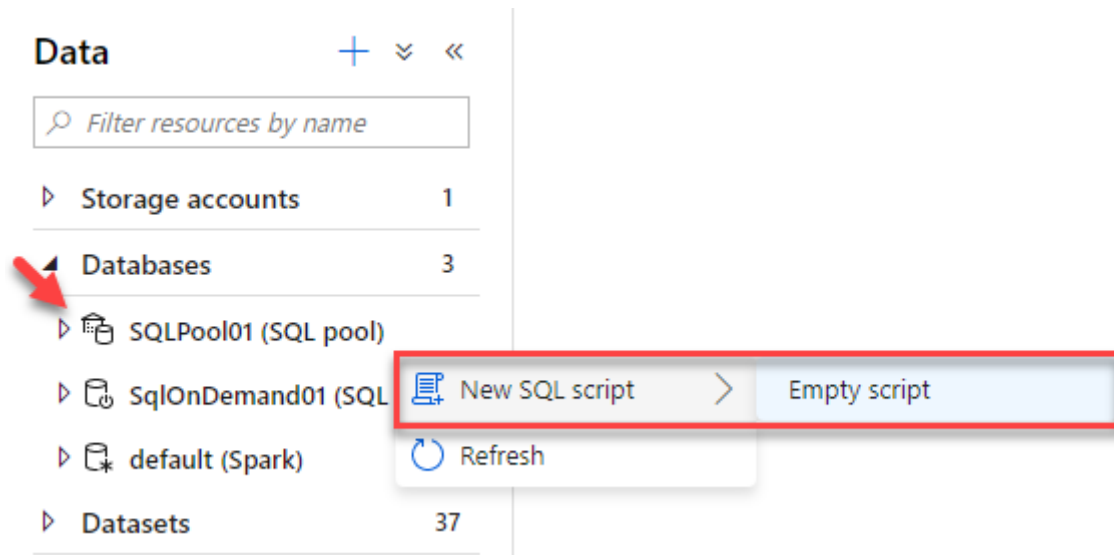 Data
Filter resources by name
Storage accounts 1
Databases 3
SQLPool01 (SQL pool)
SqlOnDemand01 (SQL
New SQL script
Empty script
default (Spark)
Refresh
Datasets 37